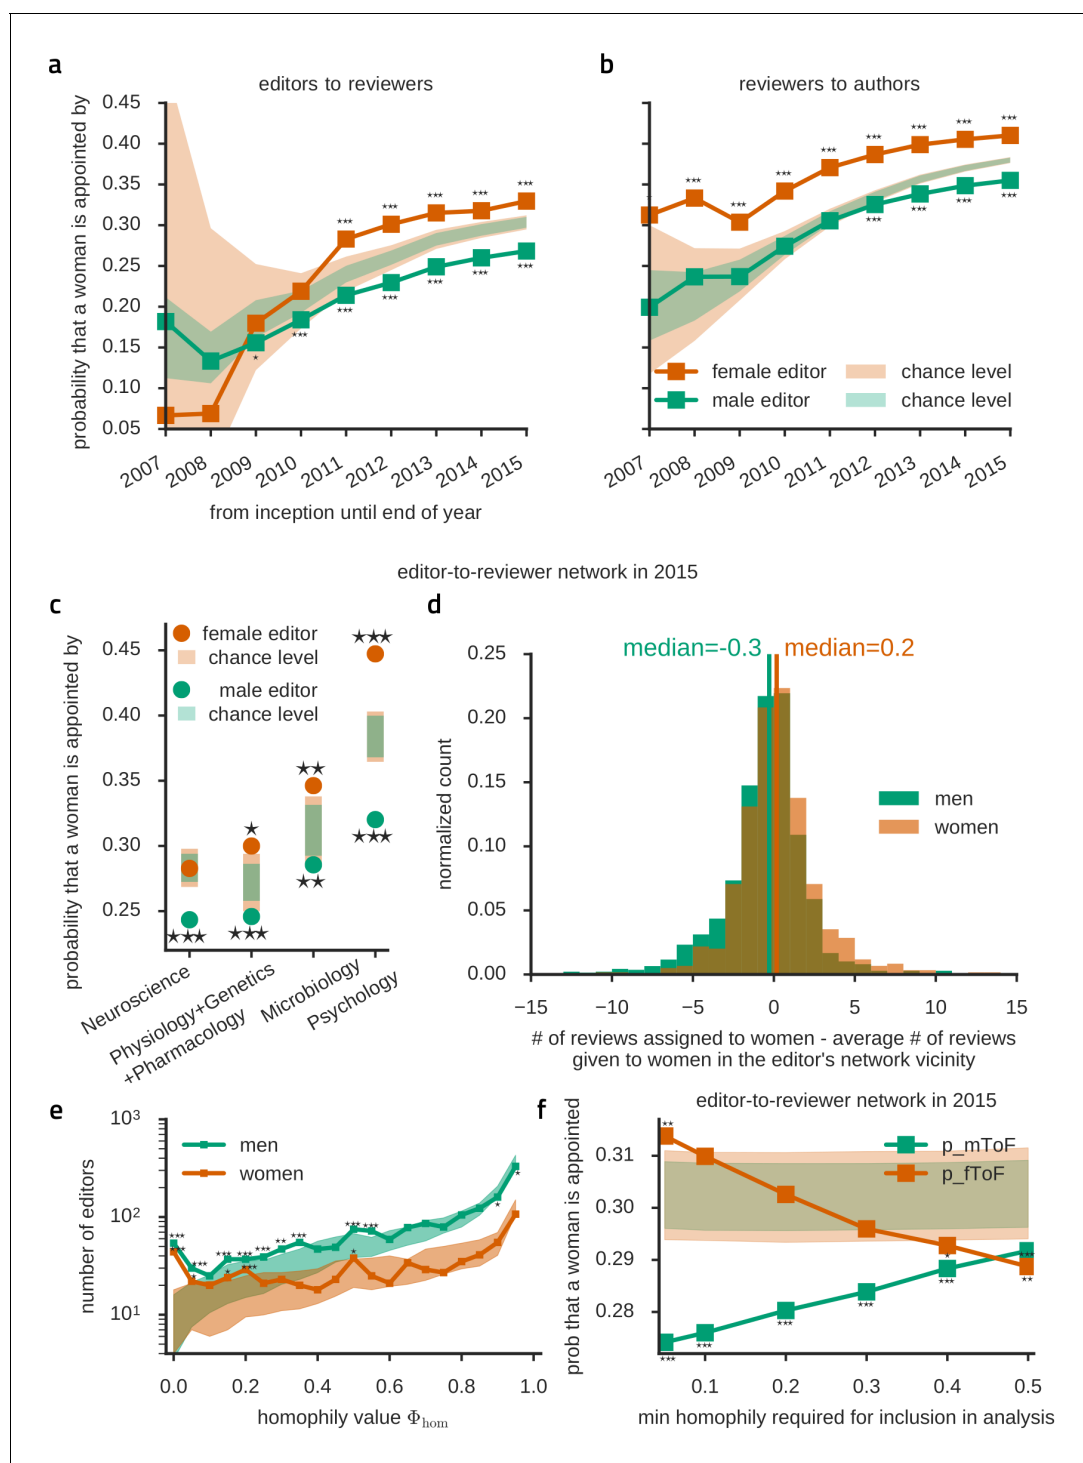 a
editors to reviewers
probability that a woman is appointed by
0.45
0.40
0.35
0.30
0.25
0.20
0.15
0.10
0.05
2007
2008
2009
2010
2011
2012
2013
2014
2015
from inception until end of year
b
reviewers to authors
female editor
chance level
male editor
chance level
2007
2008
2009
2010
2011
2012
2013
2014
2015
editor-to-reviewer network in 2015
c
probability that a woman is appointed by
female editor
chance level
male editor
chance level
0.45
0.40
0.35
0.30
0.25
Neuroscience
Physiology+Genetics
+Pharmacology
Microbiology
Psychology
d
median=-0.3
median=0.2
normalized count
0.25
0.20
0.15
0.10
0.05
0.00
men
women
−15
−10
−5
0
5
10
15
# of reviews assigned to women - average # of reviews
given to women in the editor's network vicinity
e
number of editors
10³
10²
10¹
men
women
0.0
0.2
0.4
0.6
0.8
1.0
homophily value Φhom
f
editor-to-reviewer network in 2015
prob that a woman is appointed
0.31
0.30
0.29
0.28
p_mToF
p_fToF
0.1
0.2
0.3
0.4
0.5
min homophily required for inclusion in analysis